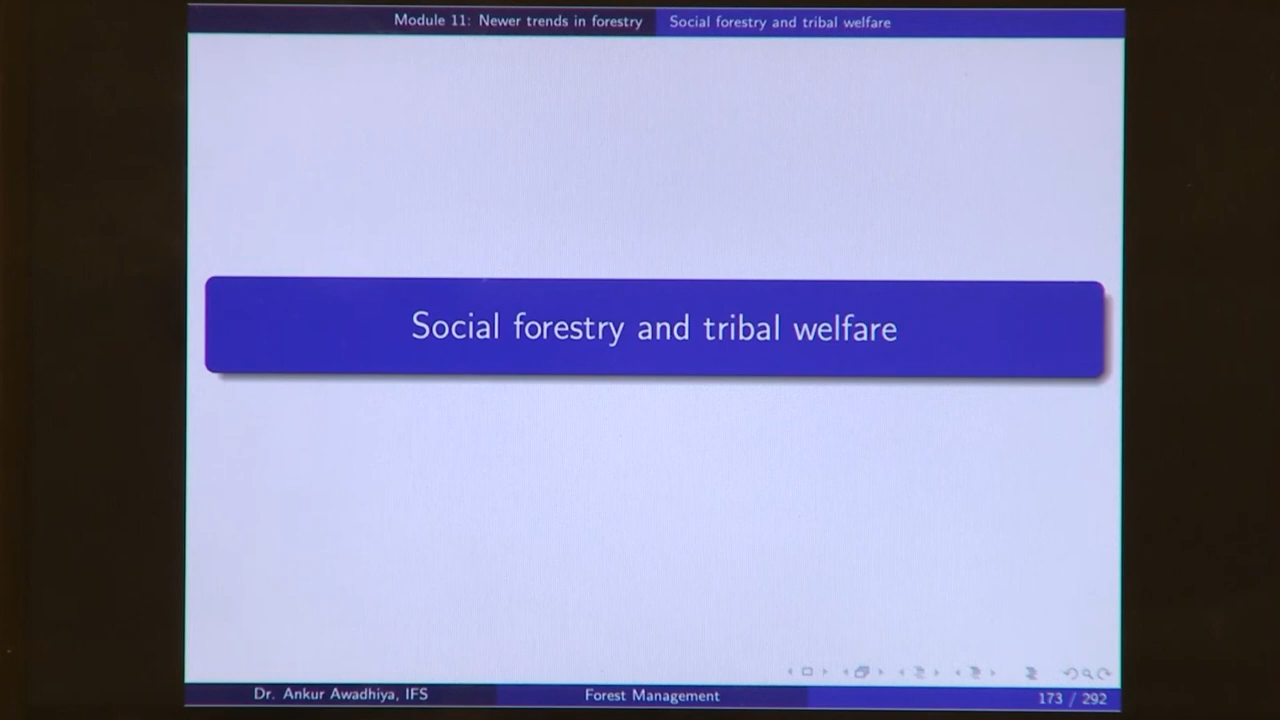 Module 11: Newer trends in forestry Social forestry and tribal welfare
Social forestry and tribal welfare
Dr. Ankur Awadhiya, IFS Forest Management 173 / 292